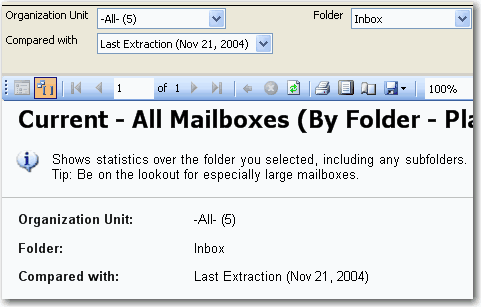 Organization Unit -All- (5) Folder Inbox
Compared with Last Extraction (Nov 21, 2004)
1 of 1 100%
Current - All Mailboxes (By Folder - Pla
Shows statistics over the folder you selected, including any subfolders.
Tip: Be on the lookout for especially large mailboxes.
Organization Unit: -All- (5)
Folder: Inbox
Compared with: Last Extraction (Nov 21, 2004)